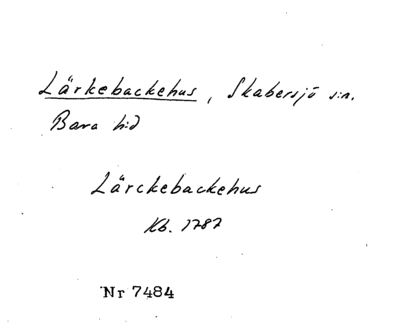 Lärkebackehus, Skabersjö s:n.
Bara h:d
Lärckebackehus
Kb. 1787
Nr 7484